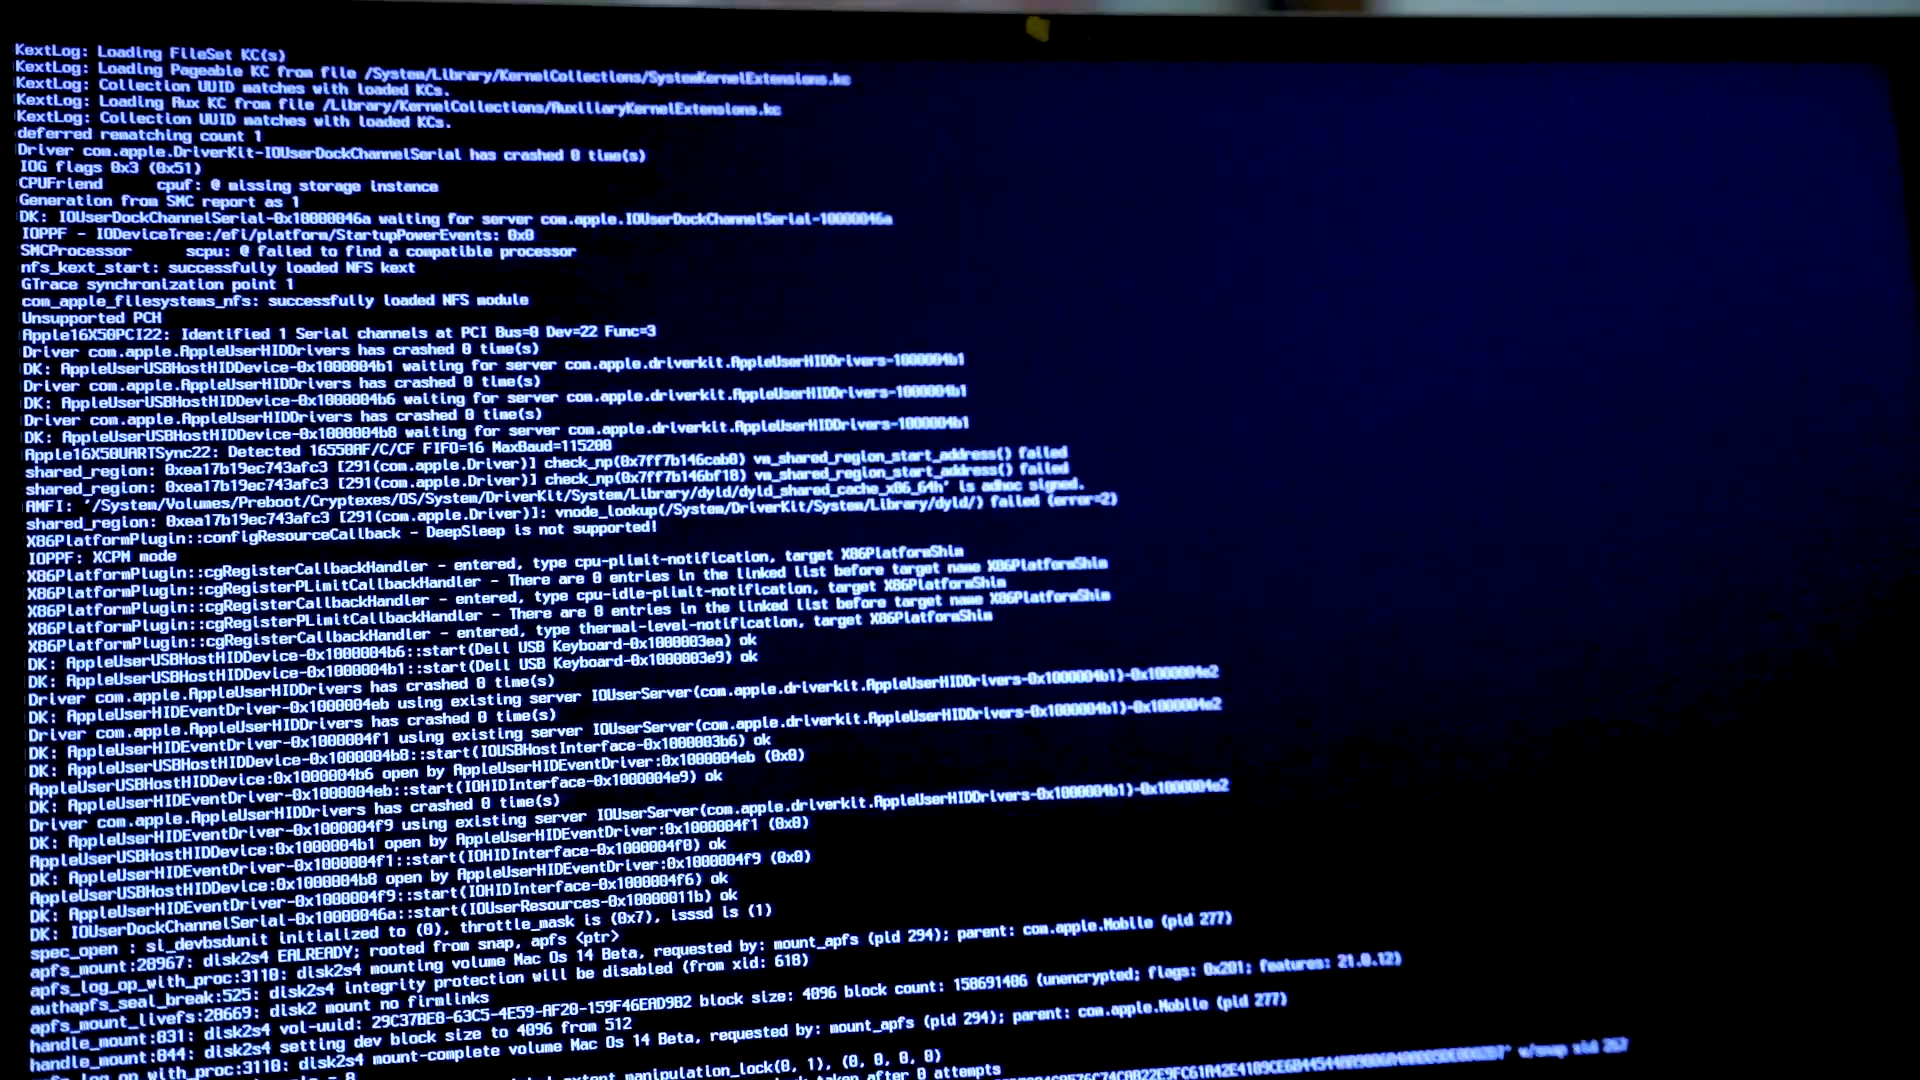 KextLog: Loading FileSet KC(s)
KextLog: Loading Pageable KC from file /System/Library/KernelCollections/SystemKernelExtensions.kc
KextLog: Collection UUID matches with loaded KCs.
KextLog: Loading Aux KC from file /Library/KernelCollections/AuxiliaryKernelExtensions.kc
KextLog: Collection UUID matches with loaded KCs.
deferred rematching count 1
Driver com.apple.DriverKit-IOUserDockChannelSerial has crashed 0 time(s)
IOG flags 0x3 (0x51)
CPUFriend cpuf: @ missing storage instance
Generation from SMC report as 1
DK: IOUserDockChannelSerial-0x10000046a waiting for server com.apple.IOUserDockChannelSerial-10000046a
IOPPF - IODeviceTree:/efi/platform/StartupPowerEvents: 0x0
SMCProcessor scpu: @ failed to find a compatible processor
nfs_kext_start: successfully loaded NFS kext
GTrace synchronization point 1
com_apple_filesystems_nfs: successfully loaded NFS module
Unsupported PCH
Apple16X50PCI22: Identified 1 Serial channels at PCI Bus=0 Dev=22 Func=3
Driver com.apple.AppleUserHIDDrivers has crashed 0 time(s)
DK: AppleUserUSBHostHIDDevice-0x1000004b1 waiting for server com.apple.driverkit.AppleUserHIDDrivers-1000004b1
Driver com.apple.AppleUserHIDDrivers has crashed 0 time(s)
DK: AppleUserUSBHostHIDDevice-0x1000004b6 waiting for server com.apple.driverkit.AppleUserHIDDrivers-1000004b1
Driver com.apple.AppleUserHIDDrivers has crashed 0 time(s)
DK: AppleUserUSBHostHIDDevice-0x1000004b8 waiting for server com.apple.driverkit.AppleUserHIDDrivers-1000004b1
Apple16X50UARTSync22: Detected 16550AF/C/CF FIFO=16 MaxBaud=115200
shared_region: 0xea17b19ec743afc3 [291(com.apple.Driver)] check_np(0x7ff7b146cab0) vm_shared_region_start_address() failed
shared_region: 0xea17b19ec743afc3 [291(com.apple.Driver)] check_np(0x7ff7b146bf18) vm_shared_region_start_address() failed
AMFI: '/System/Volumes/Preboot/Cryptexes/OS/System/DriverKit/System/Library/dyld/dyld_shared_cache_x86_64h' is adhoc signed.
shared_region: 0xea17b19ec743afc3 [291(com.apple.Driver)]: vnode_lookup(/System/DriverKit/System/Library/dyld/) failed (error=2)
X86PlatformPlugin::configResourceCallback - DeepSleep is not supported!
IOPPF: XCPM mode
X86PlatformPlugin::cgRegisterCallbackHandler - entered, type cpu-plimit-notification, target X86PlatformShim
X86PlatformPlugin::cgRegisterPLimitCallbackHandler - There are 0 entries in the linked list before target name X86PlatformShim
X86PlatformPlugin::cgRegisterCallbackHandler - entered, type cpu-idle-plimit-notification, target X86PlatformShim
X86PlatformPlugin::cgRegisterPLimitCallbackHandler - There are 0 entries in the linked list before target name X86PlatformShim
X86PlatformPlugin::cgRegisterCallbackHandler - entered, type thermal-level-notification, target X86PlatformShim
DK: AppleUserUSBHostHIDDevice-0x1000004b6::start(Dell USB Keyboard-0x1000003ea) ok
DK: AppleUserUSBHostHIDDevice-0x1000004b1::start(Dell USB Keyboard-0x1000003e9) ok
Driver com.apple.AppleUserHIDDrivers has crashed 0 time(s)
DK: AppleUserHIDEventDriver-0x1000004eb using existing server IOUserServer(com.apple.driverkit.AppleUserHIDDrivers-0x1000004b1)-0x1000004e2
Driver com.apple.AppleUserHIDDrivers has crashed 0 time(s)
DK: AppleUserHIDEventDriver-0x1000004f1 using existing server IOUserServer(com.apple.driverkit.AppleUserHIDDrivers-0x1000004b1)-0x1000004e2
DK: AppleUserUSBHostHIDDevice-0x1000004b8::start(IOUSBHostInterface-0x1000003b6) ok
AppleUserUSBHostHIDDevice:0x1000004b6 open by AppleUserHIDEventDriver:0x1000004eb (0x0)
DK: AppleUserHIDEventDriver-0x1000004eb::start(IOHIDInterface-0x1000004e9) ok
Driver com.apple.AppleUserHIDDrivers has crashed 0 time(s)
DK: AppleUserHIDEventDriver-0x1000004f9 using existing server IOUserServer(com.apple.driverkit.AppleUserHIDDrivers-0x1000004b1)-0x1000004e2
AppleUserUSBHostHIDDevice:0x1000004b1 open by AppleUserHIDEventDriver:0x1000004f1 (0x0)
DK: AppleUserHIDEventDriver-0x1000004f1::start(IOHIDInterface-0x1000004f0) ok
AppleUserUSBHostHIDDevice:0x1000004b8 open by AppleUserHIDEventDriver:0x1000004f9 (0x0)
DK: AppleUserHIDEventDriver-0x1000004f9::start(IOHIDInterface-0x1000004f6) ok
DK: IOUserDockChannelSerial-0x10000046a::start(IOUserResources-0x10000011b) ok
spec_open : si_devbsdunit initialized to (0), throttle_mask is (0x7), isssd is (1)
apfs_mount:28967: disk2s4 EALREADY; rooted from snap, apfs <ptr>
apfs_log_op_with_proc:3110: disk2s4 mounting volume Mac Os 14 Beta, requested by: mount_apfs (pid 294); parent: com.apple.Mobile (pid 277)
authapfs_seal_break:525: disk2s4 integrity protection will be disabled (from xid: 618)
apfs_mount_livefs:28669: disk2 mount no firmlinks
handle_mount:831: disk2s4 vol-uuid: 29C37BE8-63C5-4E59-AF20-159F46EAD9B2 block size: 4096 block count: 158691406 (unencrypted; flags: 0x201; features: 21.0.12)
handle_mount:844: disk2s4 setting dev block size to 4096 from 512
apfs_log_op_with_proc:3110: disk2s4 mount-complete volume Mac Os 14 Beta, requested by: mount_apfs (pid 294); parent: com.apple.Mobile (pid 277)
= 0
extent_manipulation_lock(0, 1), (0, 0, 0, 0)
taken after 0 attempts
w/snap xid 267